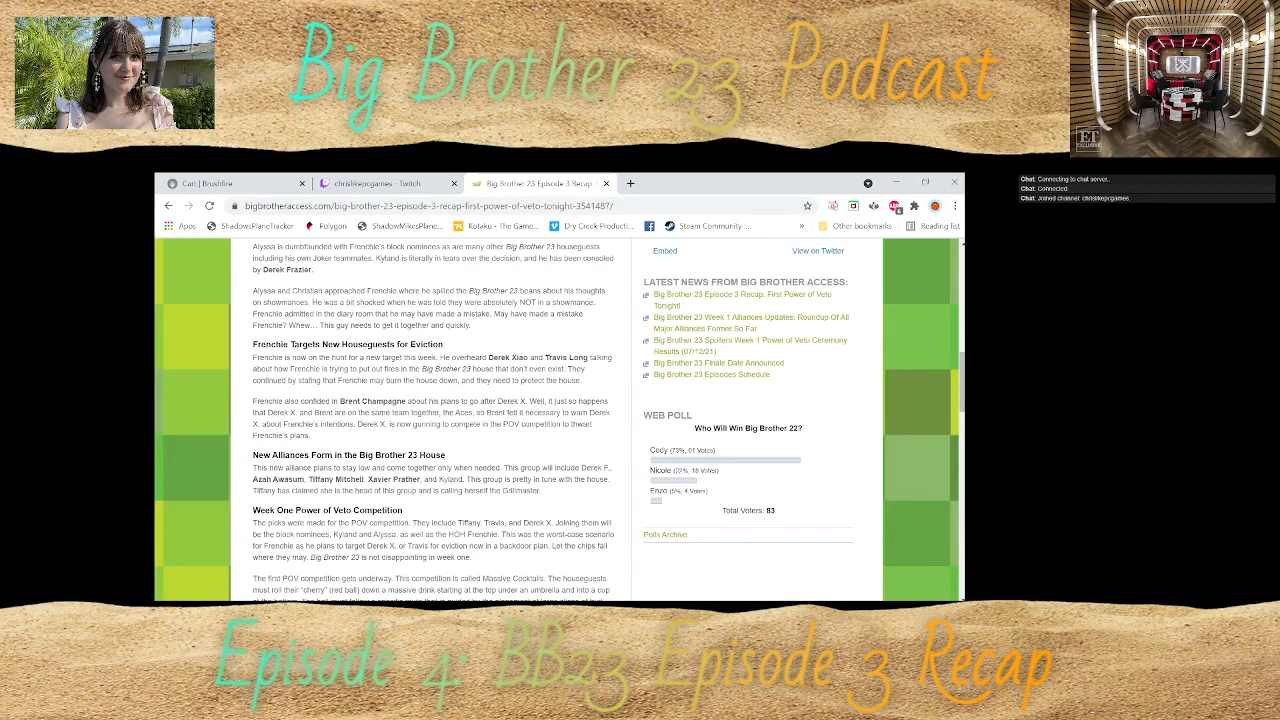 Big Brother 23 Podcast
ET
EXCLUSIVE
Cart | Brushfire
chrislikepcgames - Twitch
Big Brother 23 Episode 3 Recap
bigbrotheraccess.com/big-brother-23-episode-3-recap-first-power-of-veto-tonight-3541487/
6
Apps
ShadowsPlaneTracker
Polygon
ShadowMikesPlane...
Kotaku - The Game...
Dry Creek Productio...
Steam Community :...
»
Other bookmarks
Reading list
Chat: Connecting to chat server..
Chat: Connected.
Chat: Joined channel: chrislikepcgames.
Alyssa is dumbfounded with Frenchie's block nominees as are many other Big Brother 23 houseguests
including his own Joker teammates. Kyland is literally in tears over the decision, and he has been consoled
by Derek Frazier.
Alyssa and Christian approached Frenchie where he spilled the Big Brother 23 beans about his thoughts
on showmances. He was a bit shocked when he was told they were absolutely NOT in a showmance.
Frenchie admitted in the diary room that he may have made a mistake. May have made a mistake
Frenchie? Whew… This guy needs to get it together and quickly.
Frenchie Targets New Houseguests for Eviction
Frenchie is now on the hunt for a new target this week. He overheard Derek Xiao and Travis Long talking
about how Frenchie is trying to put out fires in the Big Brother 23 house that don't even exist. They
continued by stating that Frenchie may burn the house down, and they need to protect the house.
Frenchie also confided in Brent Champagne about his plans to go after Derek X. Well, it just so happens
that Derek X. and Brent are on the same team together, the Aces, so Brent felt it necessary to warn Derek
X. about Frenchie's intentions. Derek X. is now gunning to compete in the POV competition to thwart
Frenchie's plans.
New Alliances Form in the Big Brother 23 House
This new alliance plans to stay low and come together only when needed. This group will include Derek F.,
Azah Awasum, Tiffany Mitchell, Xavier Prather, and Kyland. This group is pretty in tune with the house.
Tiffany has claimed she is the head of this group and is calling herself the Grillmaster.
Week One Power of Veto Competition
The picks were made for the POV competition. They include Tiffany, Travis, and Derek X. Joining them will
be the block nominees, Kyland and Alyssa, as well as the HOH Frenchie. This was the worst-case scenario
for Frenchie as he plans to target Derek X. or Travis for eviction now in a backdoor plan. Let the chips fall
where they may. Big Brother 23 is not disappointing in week one.
The first POV competition gets underway. This competition is called Massive Cocktails. The houseguests
must roll their "cherry" (red ball) down a massive drink starting at the top under an umbrella and into a cup
Embed
View on Twitter
LATEST NEWS FROM BIG BROTHER ACCESS:
Big Brother 23 Episode 3 Recap: First Power of Veto
Tonight!
Big Brother 23 Week 1 Alliances Updates: Roundup Of All
Major Alliances Former So Far
Big Brother 23 Spoilers Week 1 Power of Veto Ceremony
Results (07/12/21)
Big Brother 23 Finale Date Announced
Big Brother 23 Episodes Schedule
WEB POLL
Who Will Win Big Brother 22?
Cody (73%, 61 Votes)
Nicole (22%, 18 Votes)
Enzo (5%, 4 Votes)
Total Voters: 83
Polls Archive
Episode 4: BB23 Episode 3 Recap